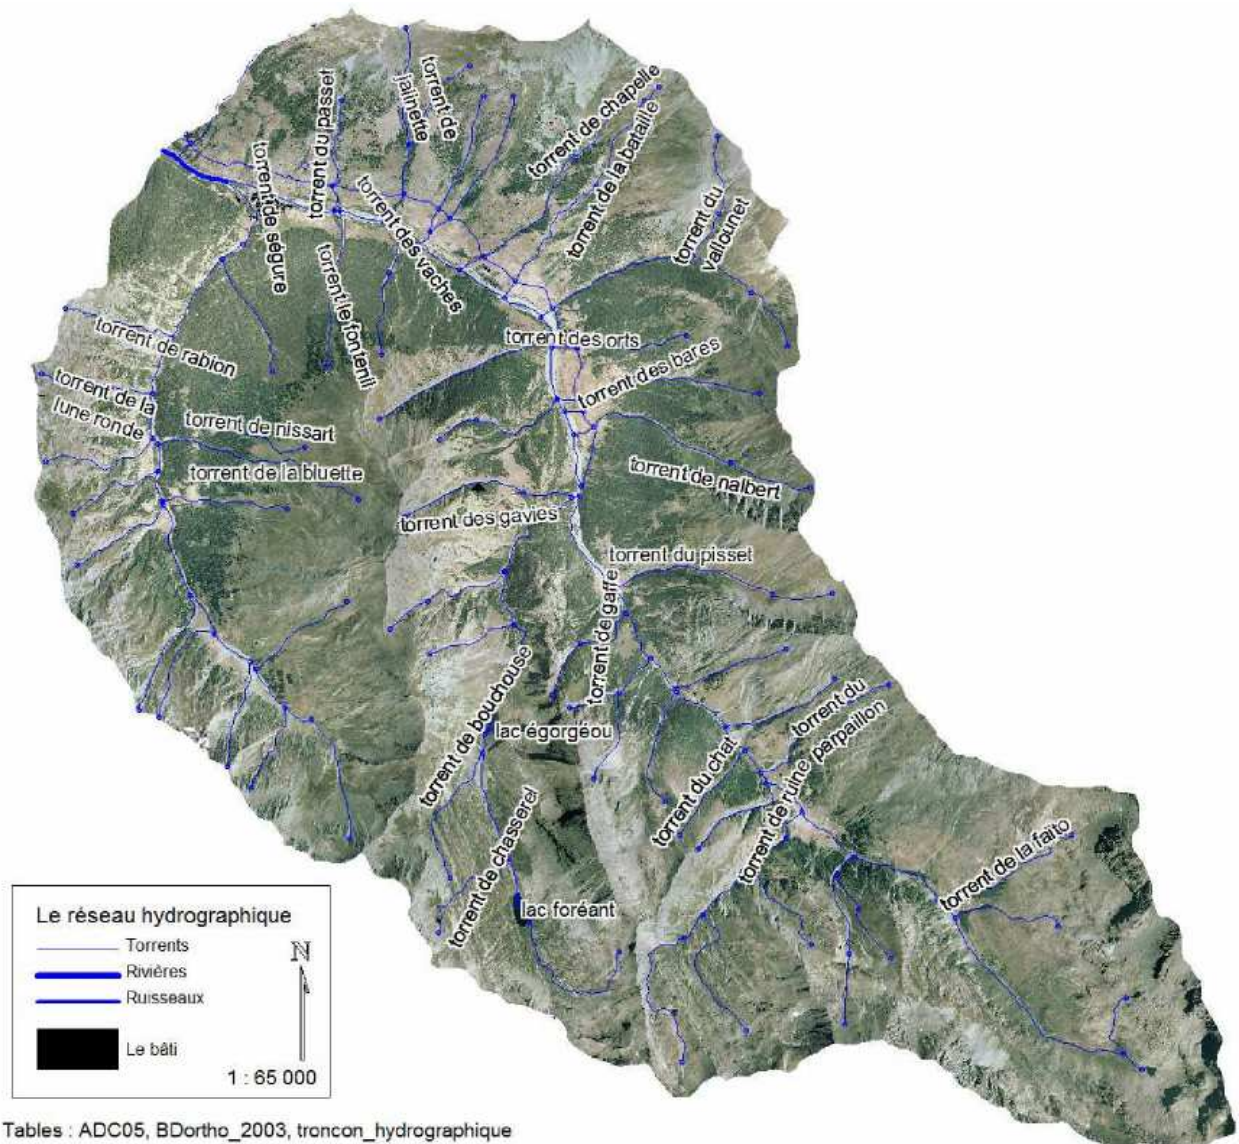 torrent du passet
torrent de
jalinette
torrent de chapelle
torrent de la bataille
torrent de
ségure
torrent des vaches
torrent du
vallounet
torrent le fontenil
torrent de rabion
torrent des orts
torrent des bares
torrent de la
lune ronde
torrent de nissart
torrent de la bluette
torrent de nalbert
torrent des gavies
torrent du pisset
torrent de gaffe
torrent de bouchouse
lac égorgéou
torrent du
parpaillon
torrent du chat
torrent de ruine
torrent de chasserel
lac foréant
torrent de la faito
Le réseau hydrographique
Torrents
Rivières
Ruisseaux
Le bâti
N
1 : 65 000
Tables : ADC05, BDortho_2003, troncon_hydrographique